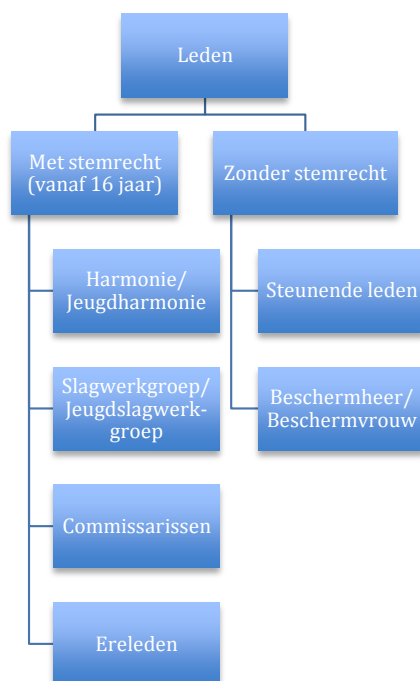 Leden
Met stemrecht
(vanaf 16 jaar)
Zonder stemrecht
Harmonie/
Jeugdharmonie
Steunende leden
Slagwerkgroep/
Jeugdslagwerk-
groep
Beschermheer/
Beschermvrouw
Commissarissen
Ereleden